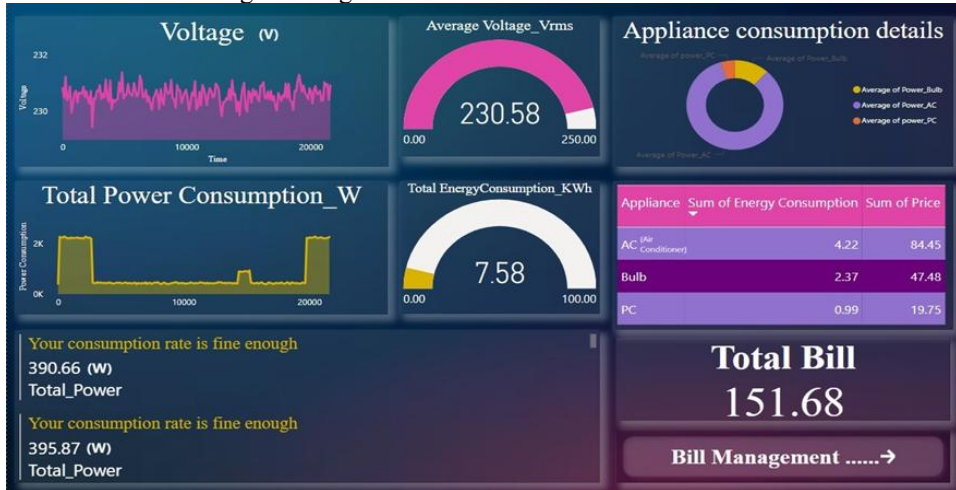 Voltage (V)
232
230
Voltage
0
10000
20000
Time
Average Voltage_Vrms
230.58
0.00
250.00
Appliance consumption details
Average of power_PC
Average of Power_Bulb
Average of Power_AC
Average of Power_Bulb
Average of Power_AC
Average of power_PC
Total Power Consumption_W
2K
0K
Power Consumption
0
10000
20000
Total EnergyConsumption_KWh
7.58
0.00
100.00
Appliance Sum of Energy Consumption Sum of Price
AC (Air Conditioner) 4.22 84.45
Bulb 2.37 47.48
PC 0.99 19.75
Your consumption rate is fine enough
390.66 (W)
Total_Power
Your consumption rate is fine enough
395.87 (W)
Total_Power
Total Bill
151.68
Bill Management ......→